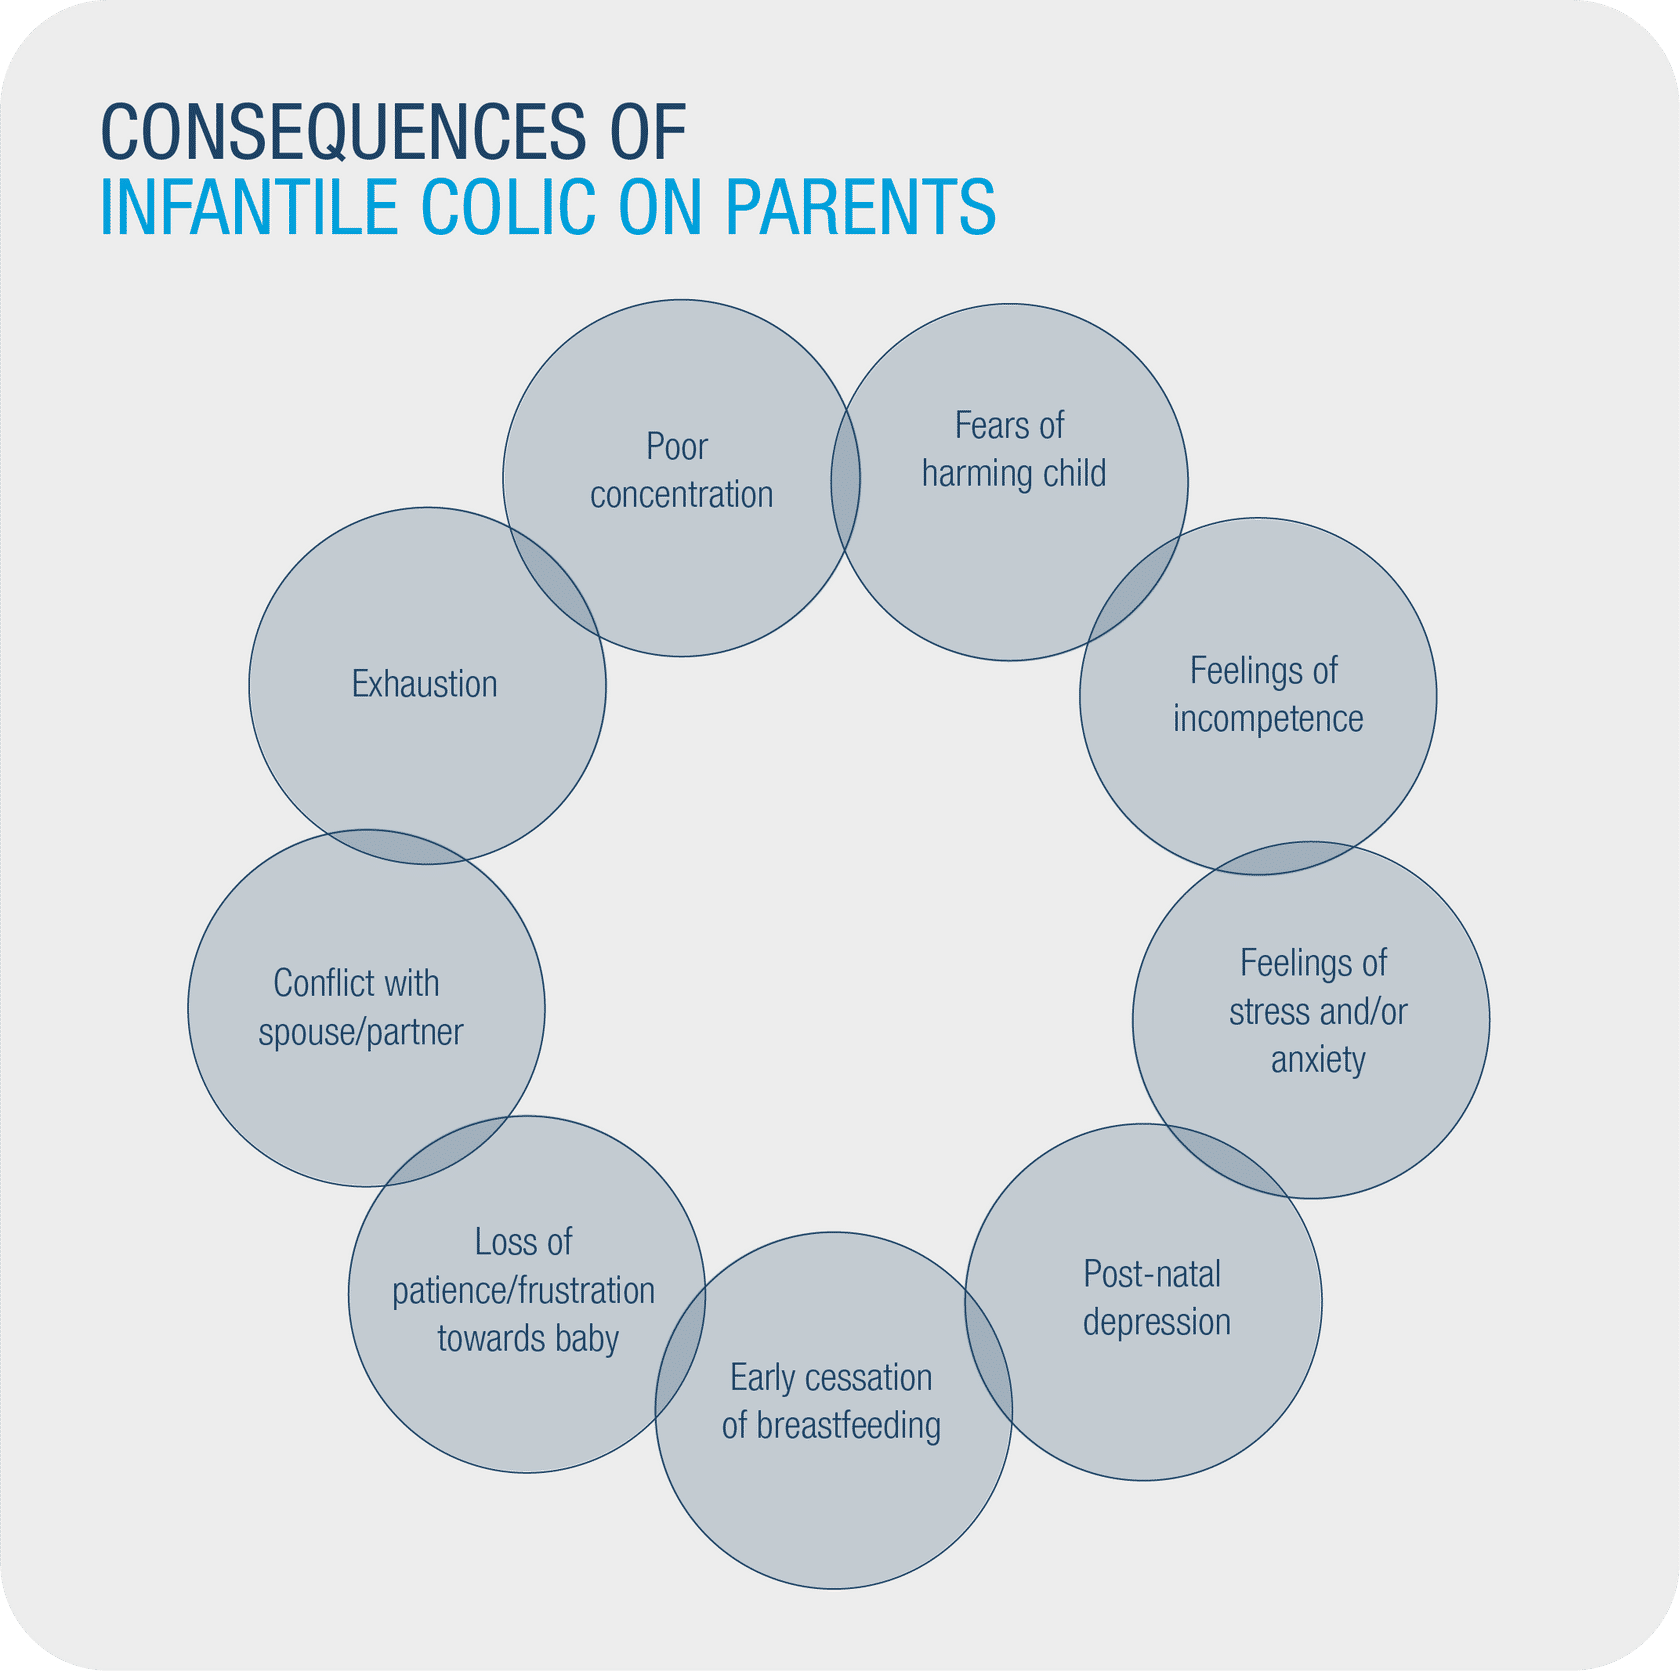 CONSEQUENCES OF
INFANTILE COLIC ON PARENTS
Poor
concentration
Fears of
harming child
Feelings of
incompetence
Feelings of
stress and/or
anxiety
Post-natal
depression
Early cessation
of breastfeeding
Loss of
patience/frustration
towards baby
Conflict with
spouse/partner
Exhaustion